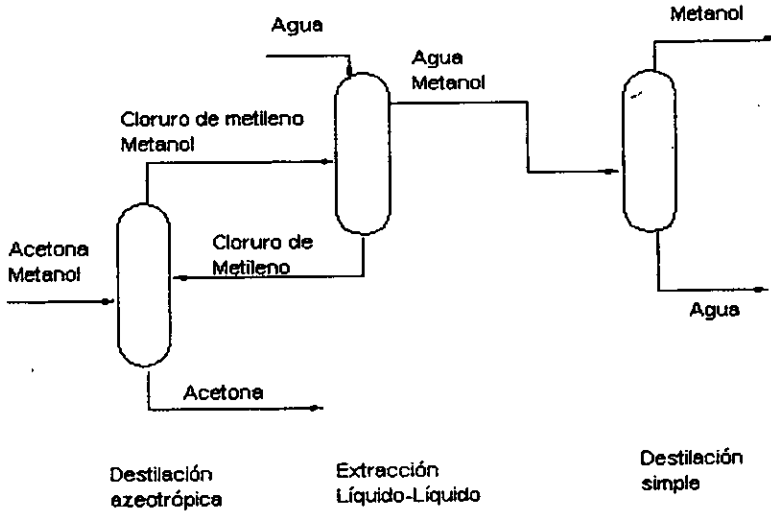 Agua
Metanol
Agua
Metanol
Cloruro de metileno
Metanol
Acetona
Metanol
Cloruro de
Metileno
Agua
Acetona
Destilación
azeotrópica
Extracción
Líquido-Líquido
Destilación
simple